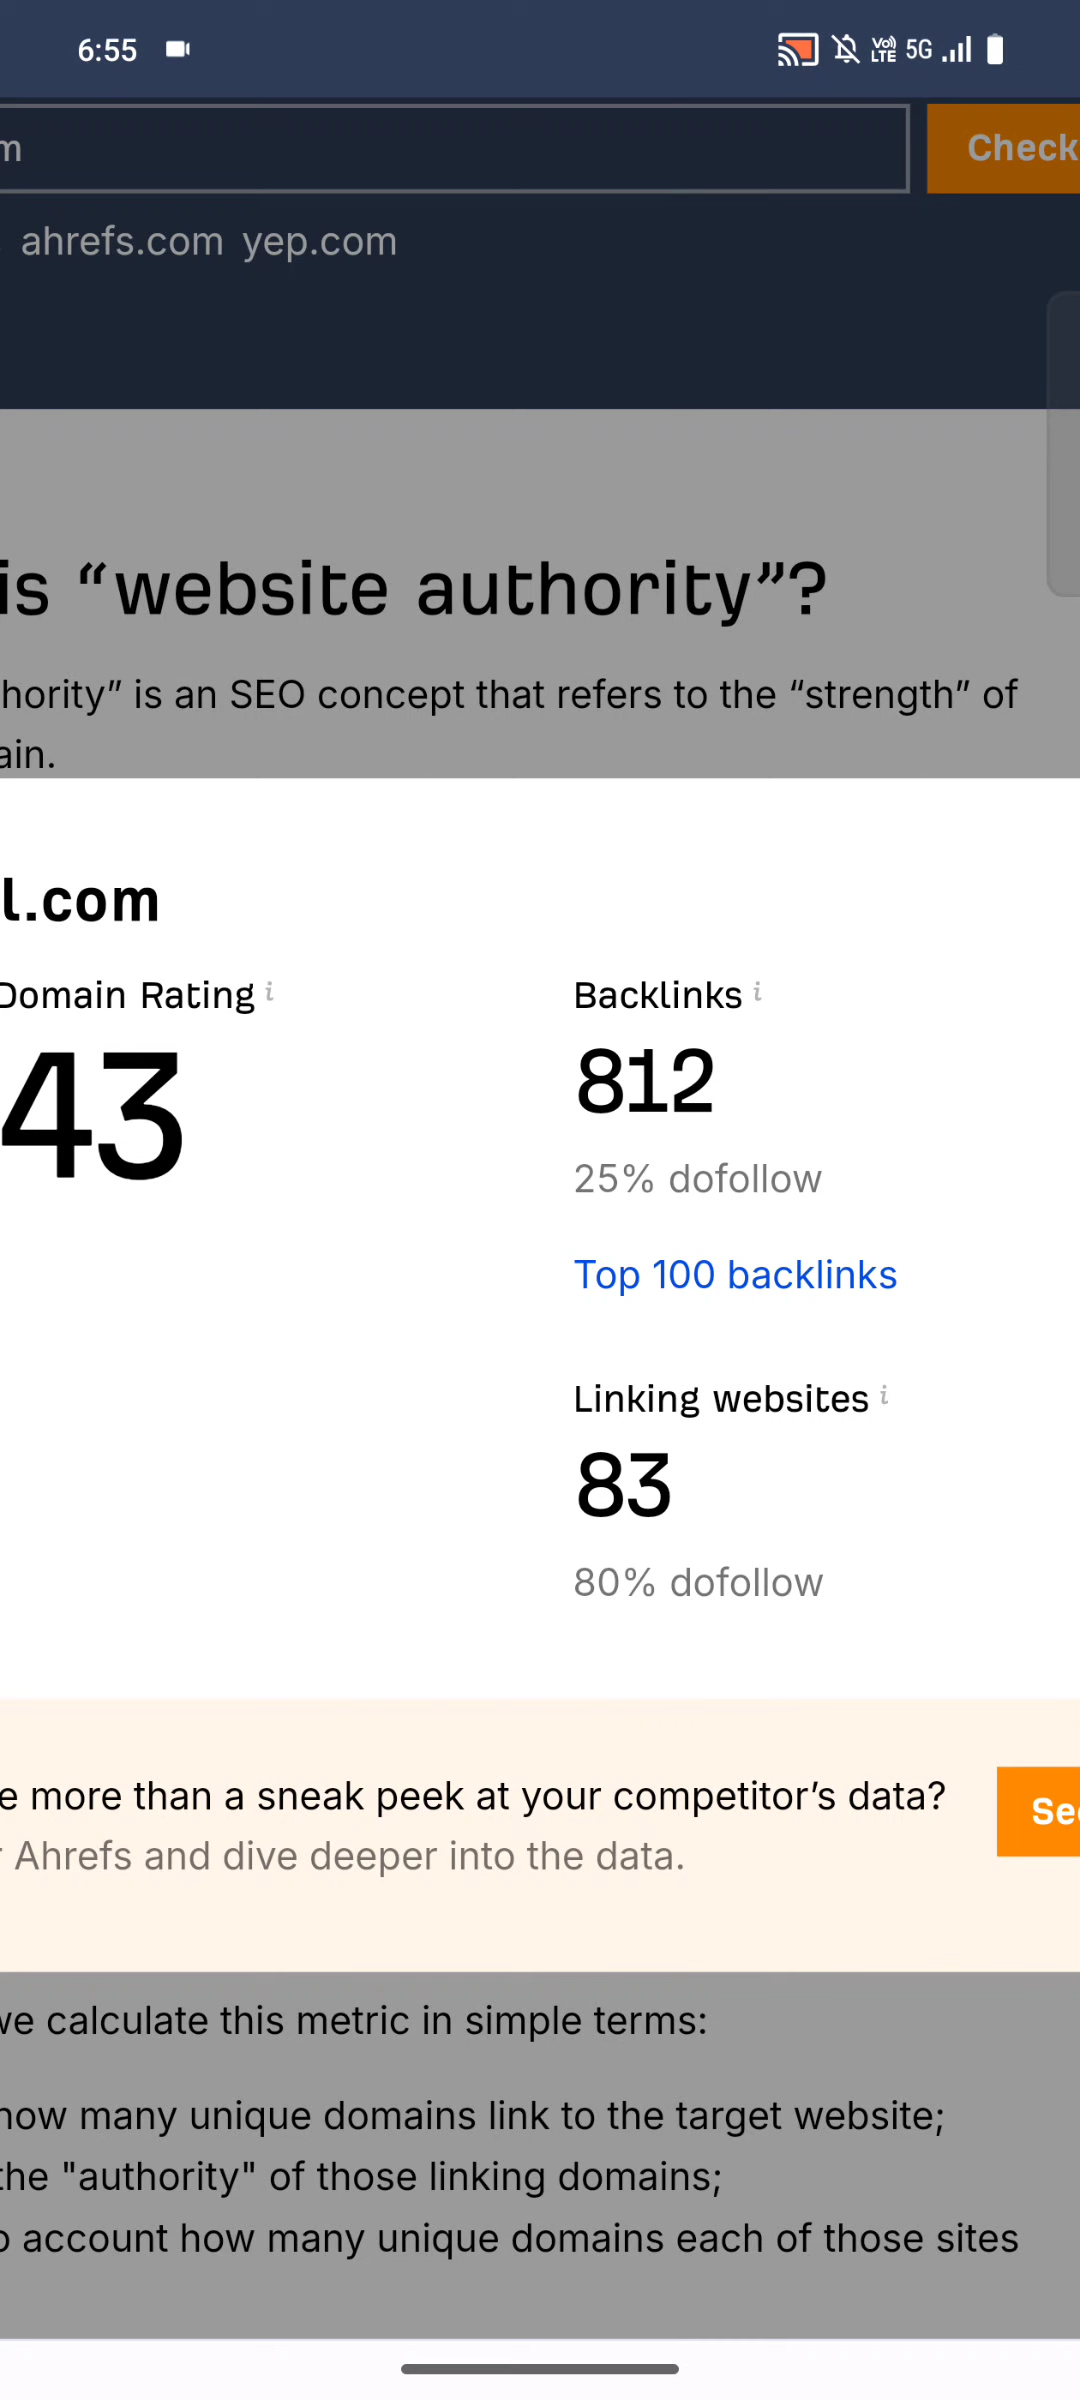 6:55
Vo) LTE 5G
m
Check
ahrefs.com yep.com
is “website authority”?
hority” is an SEO concept that refers to the “strength” of
ain.
l.com
Domain Rating i
Backlinks i
43
812
25% dofollow
Top 100 backlinks
Linking websites i
83
80% dofollow
e more than a sneak peek at your competitor’s data?
Ahrefs and dive deeper into the data.
See
we calculate this metric in simple terms:
how many unique domains link to the target website;
the "authority" of those linking domains;
o account how many unique domains each of those sites